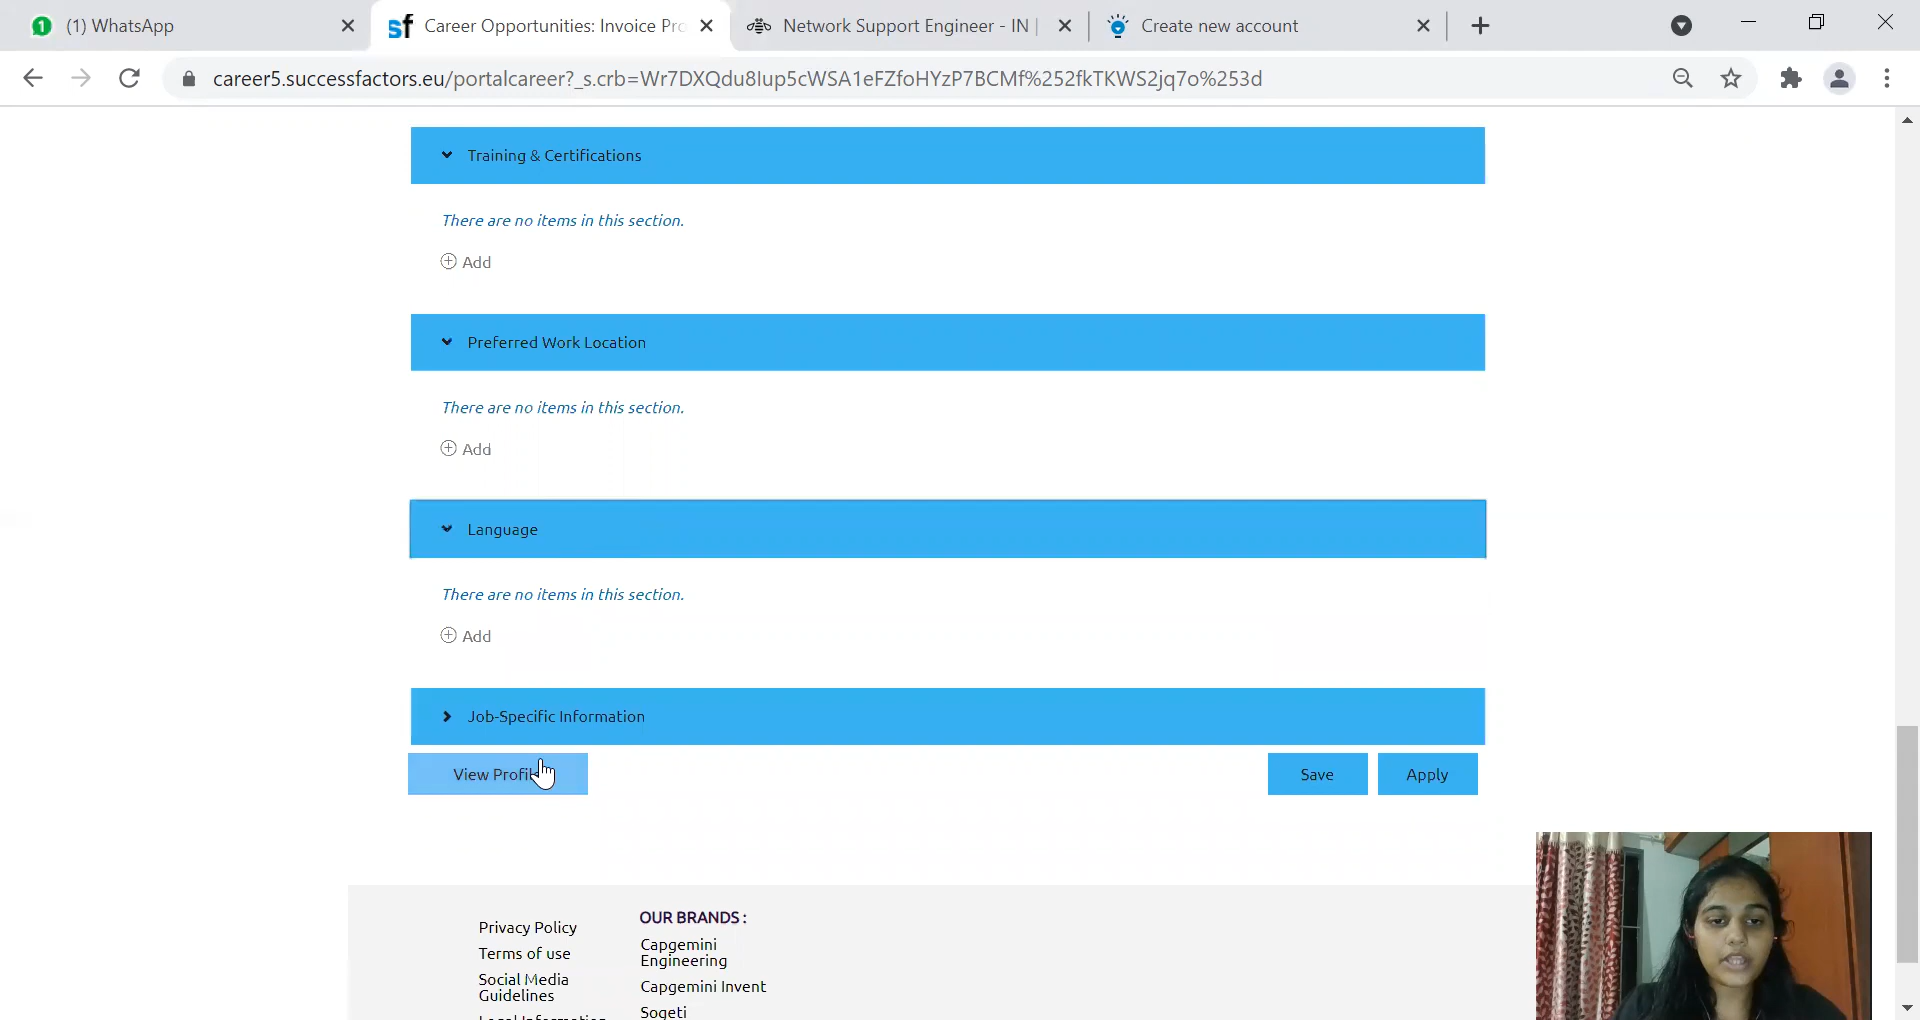 (1) WhatsApp
Career Opportunities: Invoice Pro
Network Support Engineer - IN |
Create new account
career5.successfactors.eu/portalcareer?_s.crb=Wr7DXQdu8lup5cWSA1eFZfoHYzP7BCMf%252fkTKWS2jq7o%253d
Training & Certifications
There are no items in this section.
Add
Preferred Work Location
There are no items in this section.
Add
Language
There are no items in this section.
Add
Job-Specific Information
View Profile
Save
Apply
Privacy Policy
Terms of use
Social Media
Guidelines
Legal Information
OUR BRANDS :
Capgemini
Engineering
Capgemini Invent
Sogeti